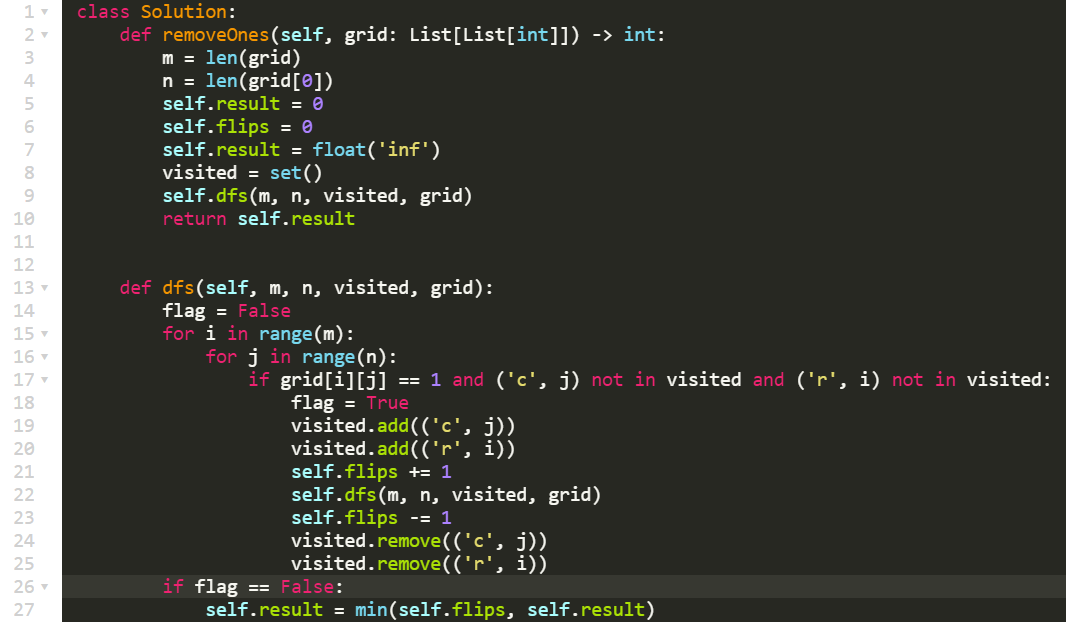 1 class Solution:
2     def removeOnes(self, grid: List[List[int]]) -> int:
3         m = len(grid)
4         n = len(grid[0])
5         self.result = 0
6         self.flips = 0
7         self.result = float('inf')
8         visited = set()
9         self.dfs(m, n, visited, grid)
10         return self.result
11
12
13     def dfs(self, m, n, visited, grid):
14         flag = False
15         for i in range(m):
16             for j in range(n):
17                 if grid[i][j] == 1 and ('c', j) not in visited and ('r', i) not in visited:
18                     flag = True
19                     visited.add(('c', j))
20                     visited.add(('r', i))
21                     self.flips += 1
22                     self.dfs(m, n, visited, grid)
23                     self.flips -= 1
24                     visited.remove(('c', j))
25                     visited.remove(('r', i))
26         if flag == False:
27             self.result = min(self.flips, self.result)